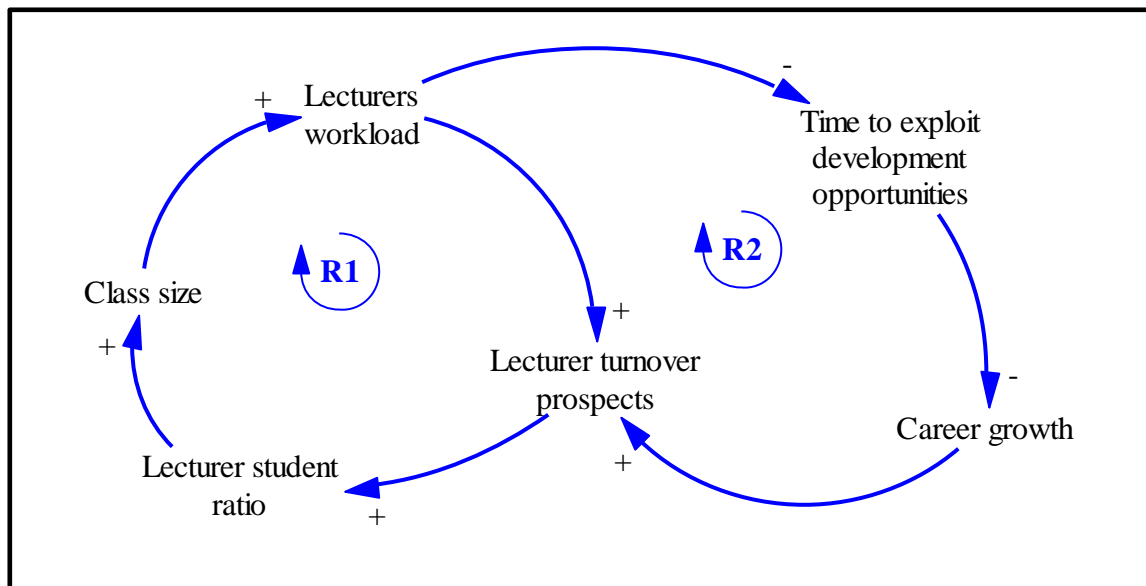 -
+
Lecturers
workload
Time to exploit
development
opportunities
R1
R2
Class size
+
+
Lecturer turnover
prospects
-
Career growth
+
Lecturer student
ratio
+